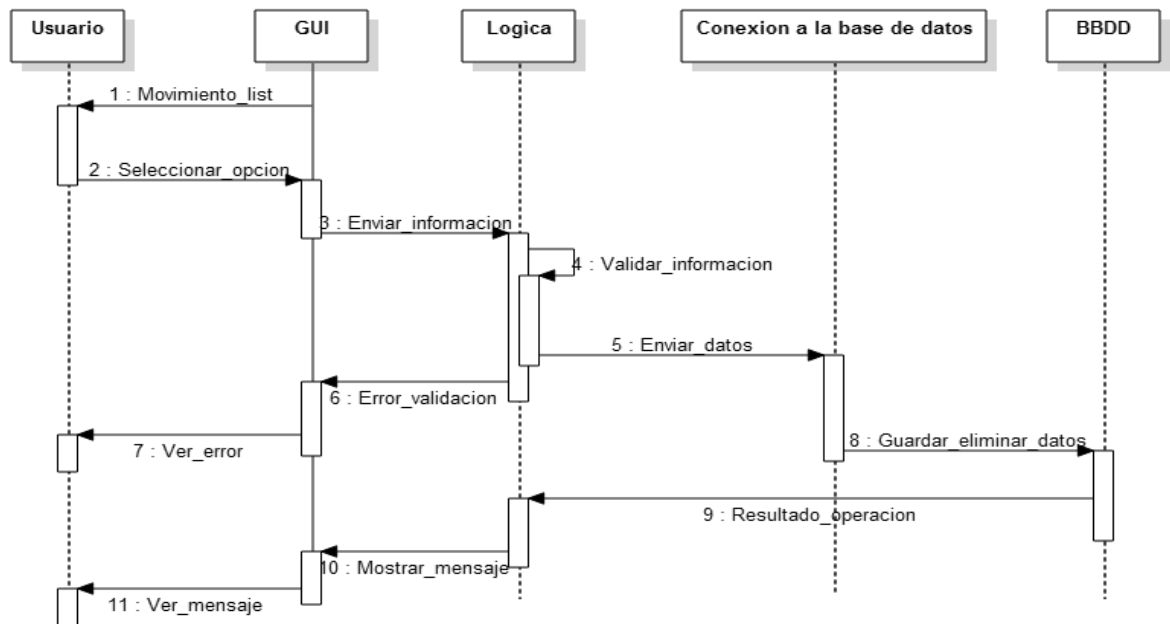 Usuario
GUI
Logìca
Conexion a la base de datos
BBDD
1 : Movimiento_list
2 : Seleccionar_opcion
3 : Enviar_informacion
4 : Validar_informacion
5 : Enviar_datos
6 : Error_validacion
7 : Ver_error
8 : Guardar_eliminar_datos
9 : Resultado_operacion
10 : Mostrar_mensaje
11 : Ver_mensaje